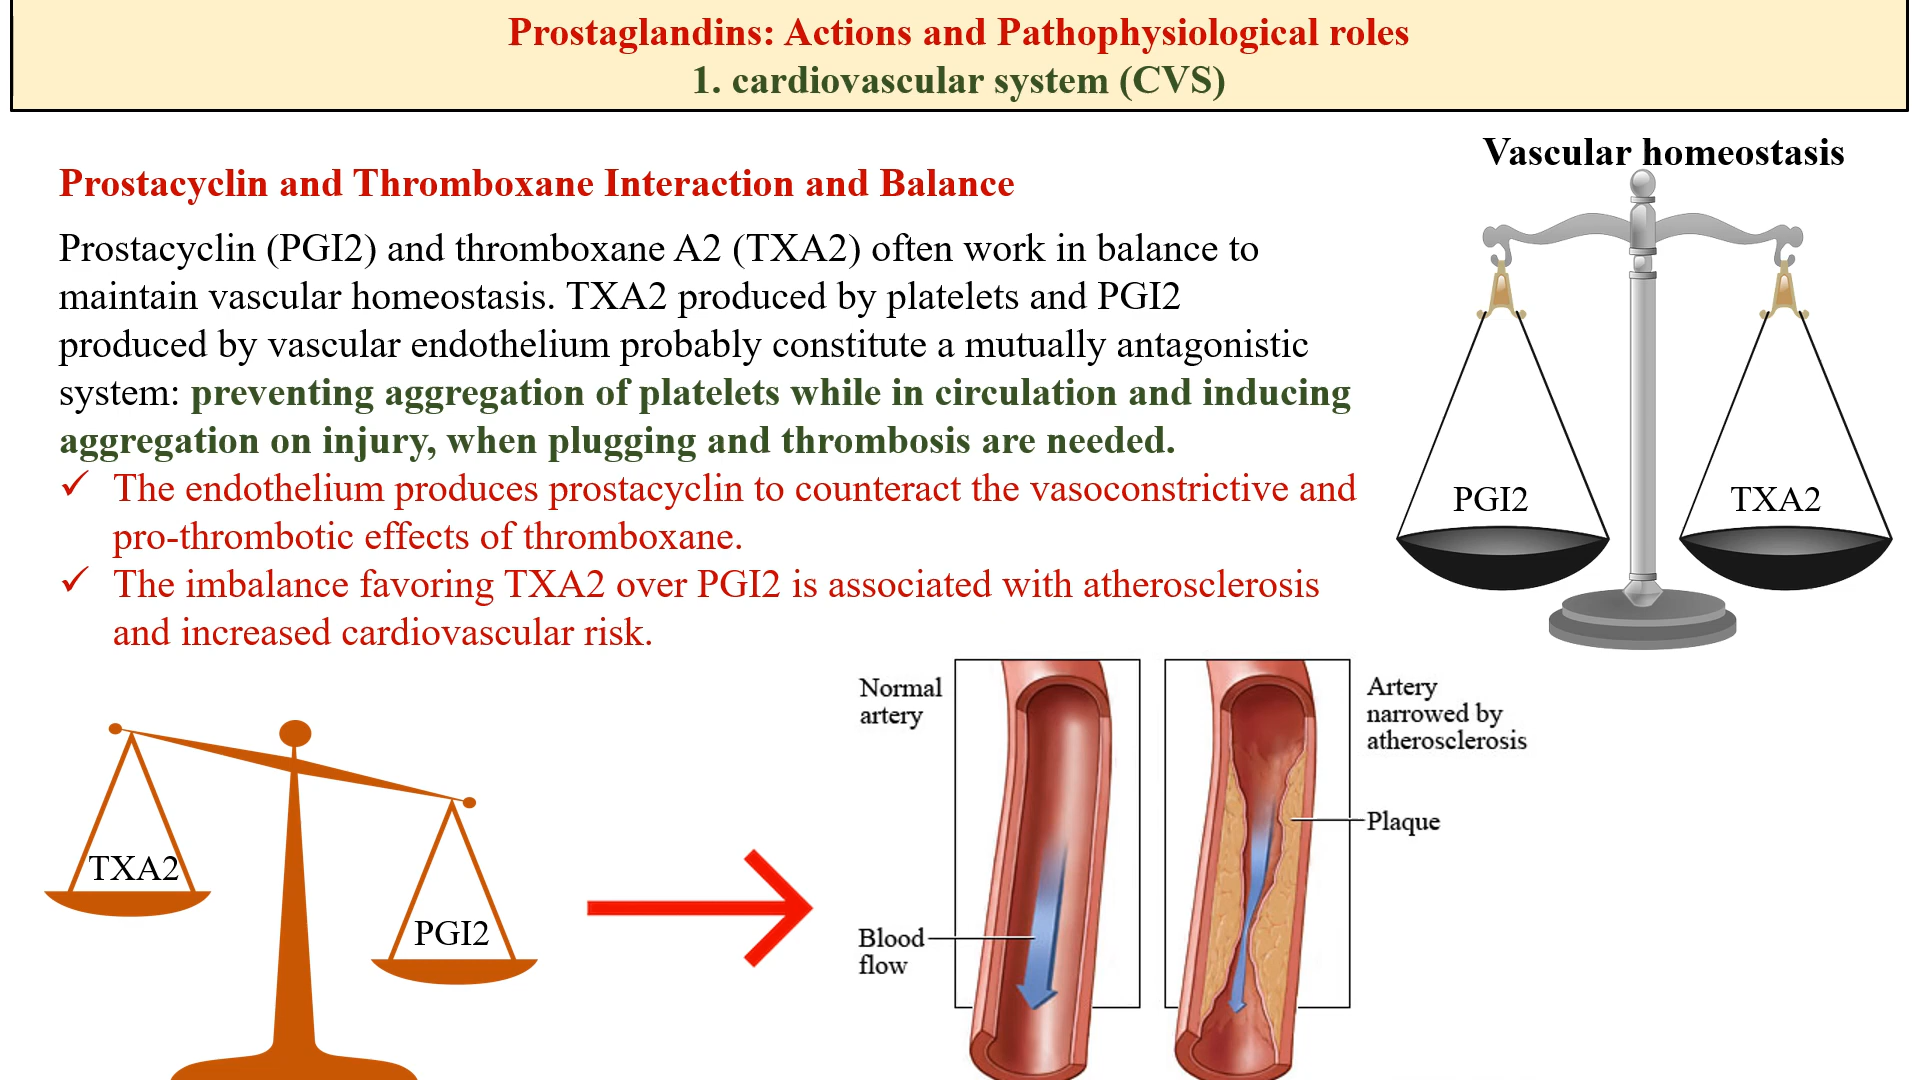 Prostaglandins: Actions and Pathophysiological roles
1. cardiovascular system (CVS)
Vascular homeostasis
Prostacyclin and Thromboxane Interaction and Balance
Prostacyclin (PGI2) and thromboxane A2 (TXA2) often work in balance to
maintain vascular homeostasis. TXA2 produced by platelets and PGI2
produced by vascular endothelium probably constitute a mutually antagonistic
system: preventing aggregation of platelets while in circulation and inducing
aggregation on injury, when plugging and thrombosis are needed.
✓ The endothelium produces prostacyclin to counteract the vasoconstrictive and
pro-thrombotic effects of thromboxane.
✓ The imbalance favoring TXA2 over PGI2 is associated with atherosclerosis
and increased cardiovascular risk.
PGI2
TXA2
TXA2
PGI2
Normal
artery
Blood
flow
Artery
narrowed by
atherosclerosis
Plaque